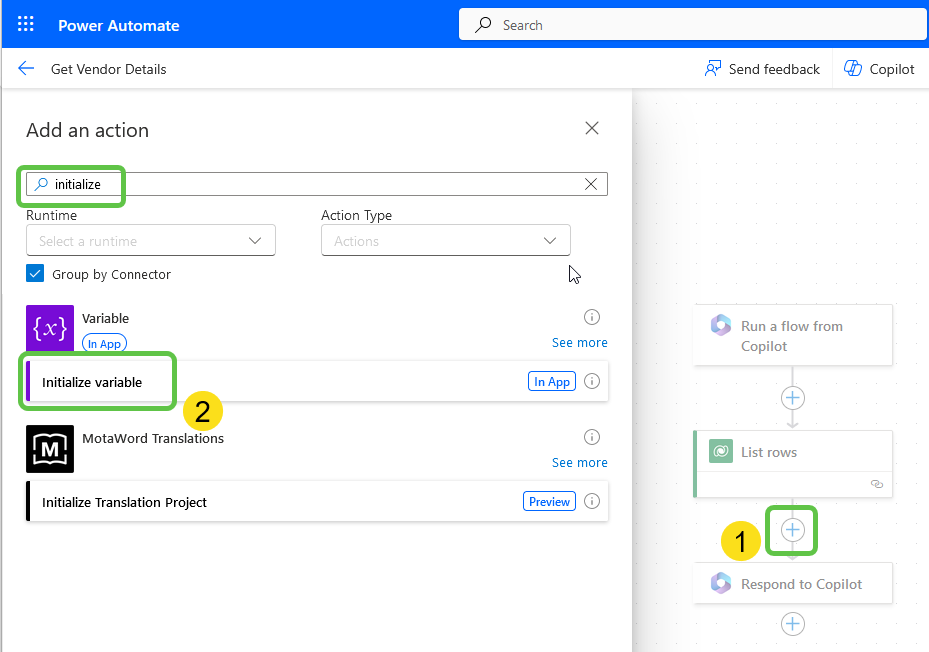 Power Automate
Search
Get Vendor Details
Send feedback
Copilot
Add an action
initialize
Runtime
Action Type
Select a runtime
Actions
Group by Connector
{x}
Variable
In App
See more
Initialize variable
In App
2
M
MotaWord Translations
See more
Initialize Translation Project
Preview
Run a flow from
Copilot
List rows
1
Respond to Copilot